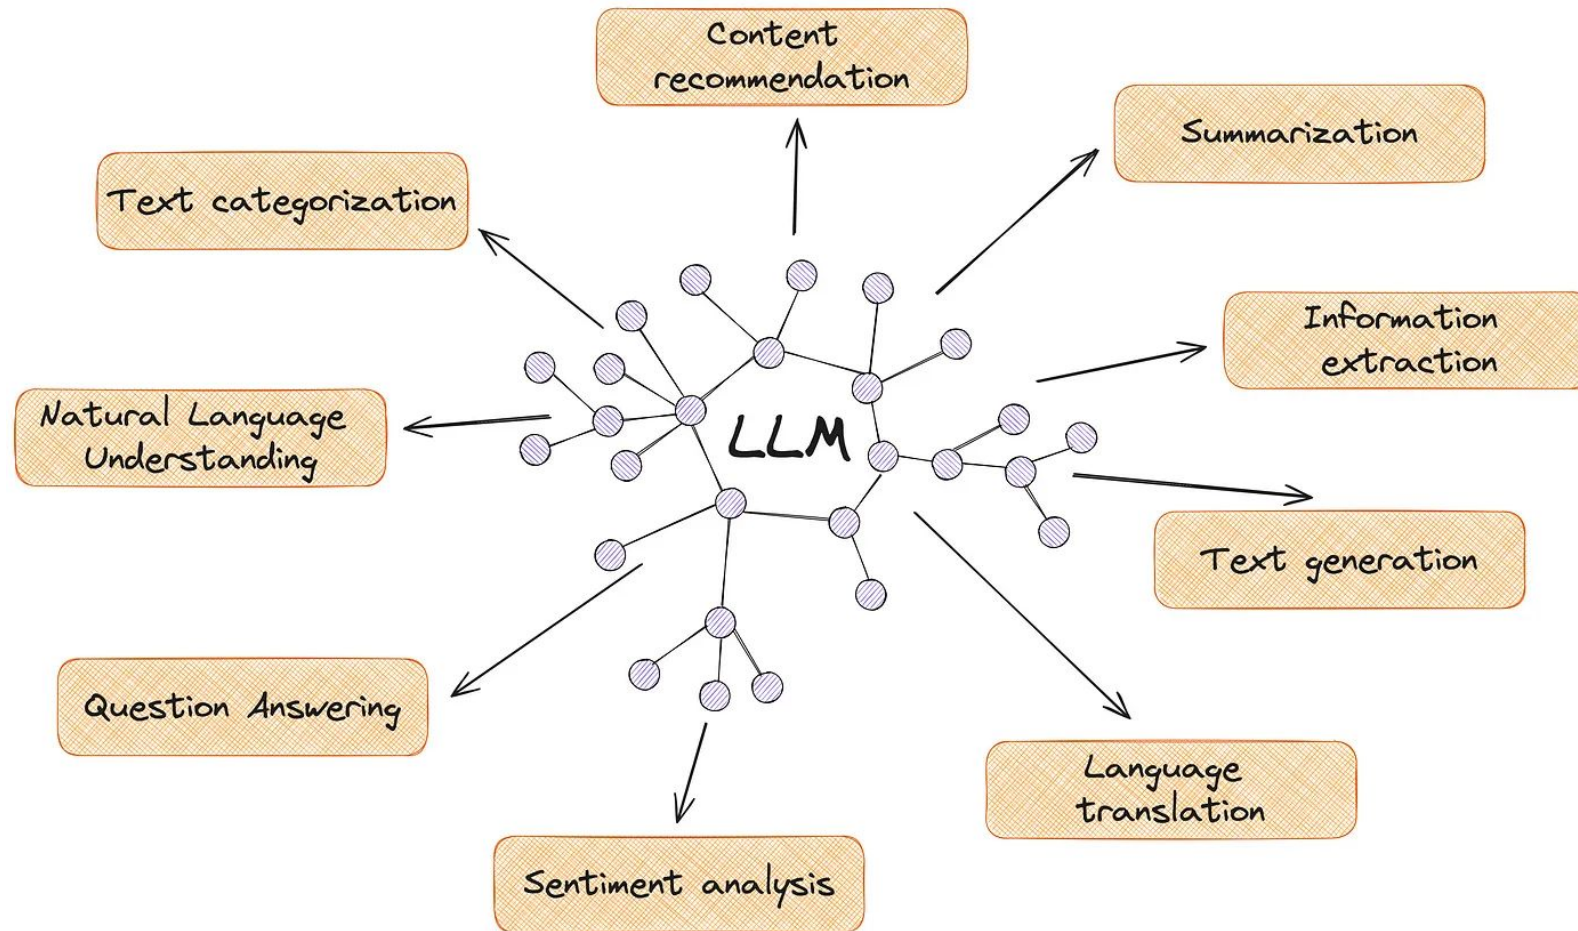 Content
recommendation
Summarization
Text categorization
Information
extraction
Natural Language
Understanding
LLM
Text generation
Question Answering
Language
translation
Sentiment analysis